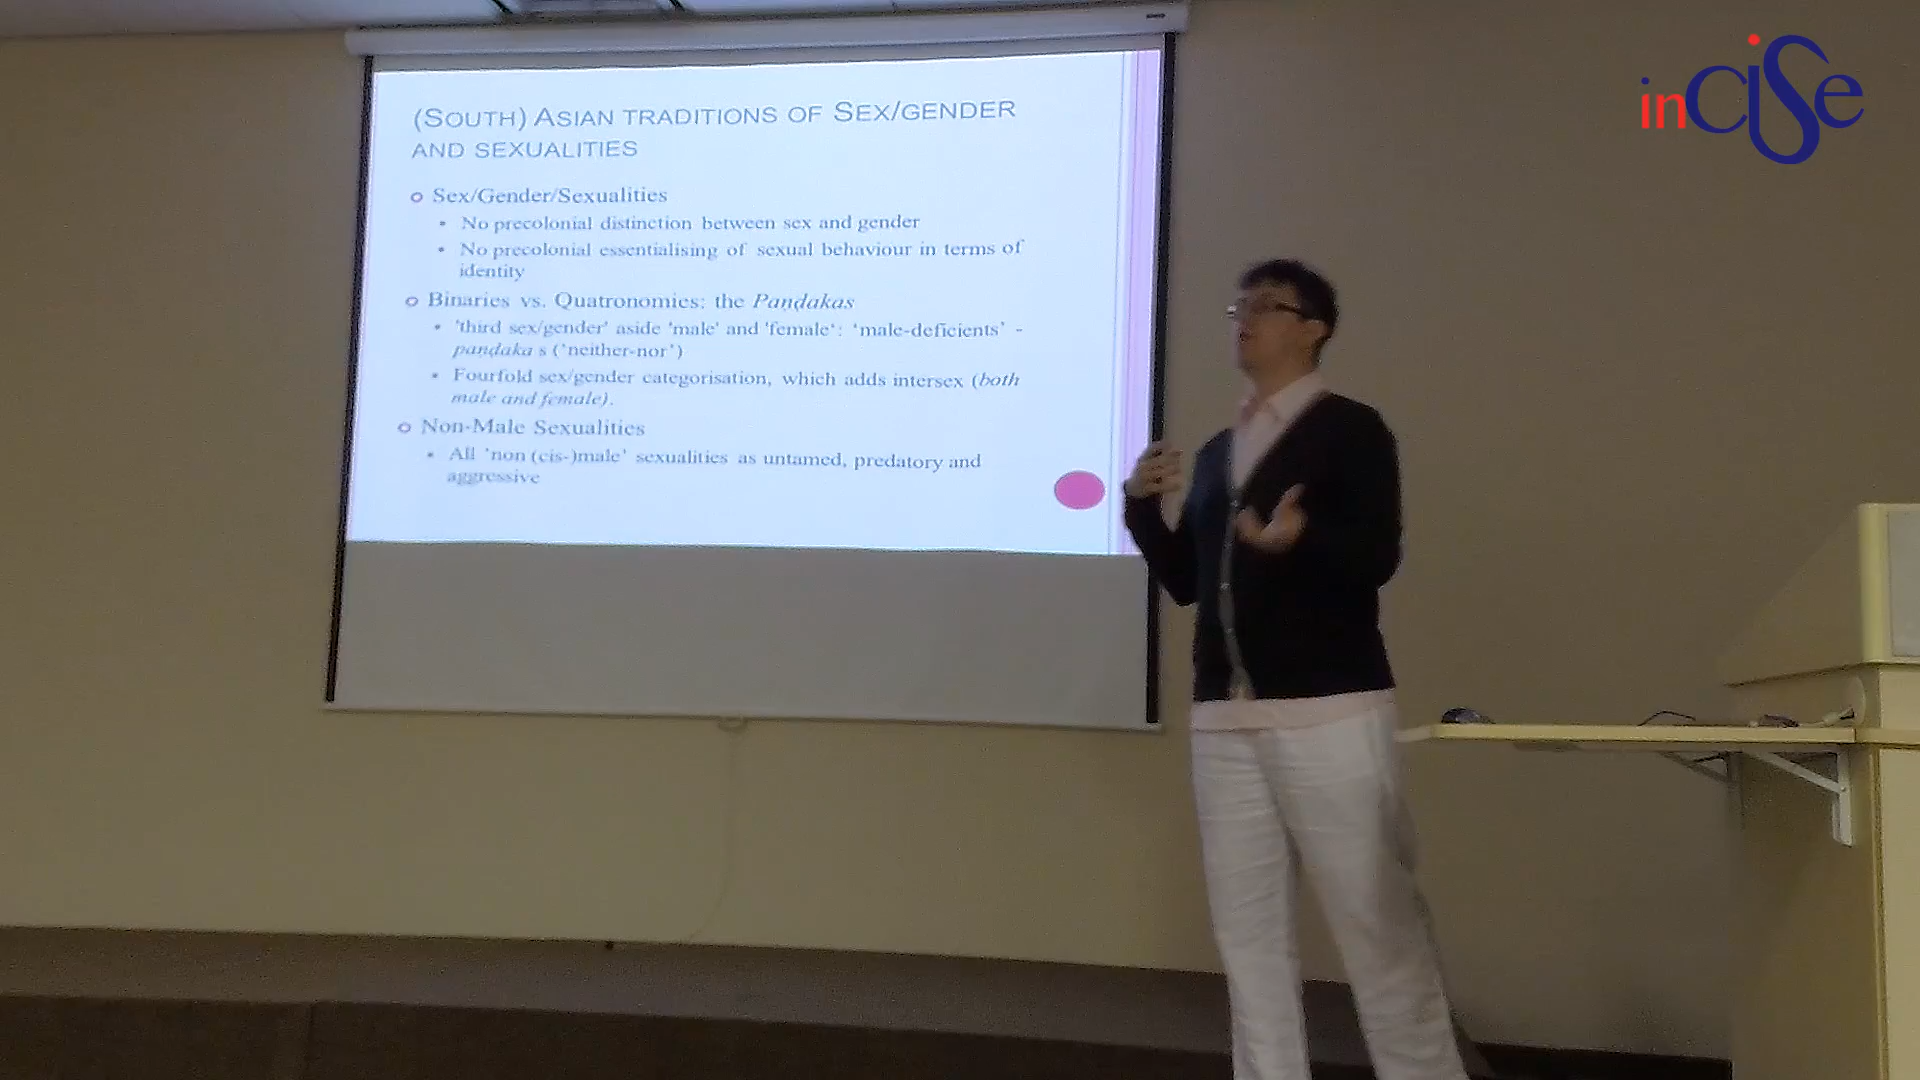 inCISe
(SOUTH) ASIAN TRADITIONS OF SEX/GENDER
AND SEXUALITIES
Sex/Gender/Sexualities
No precolonial distinction between sex and gender
No precolonial essentialising of sexual behaviour in terms of
identity
Binaries vs. Quatronomies: the Paṇḍakas
'third sex/gender' aside 'male' and 'female': 'male-deficients' -
paṇḍaka s ('neither-nor')
Fourfold sex/gender categorisation, which adds intersex (both
male and female).
Non-Male Sexualities
All 'non (cis-)male' sexualities as untamed, predatory and
aggressive